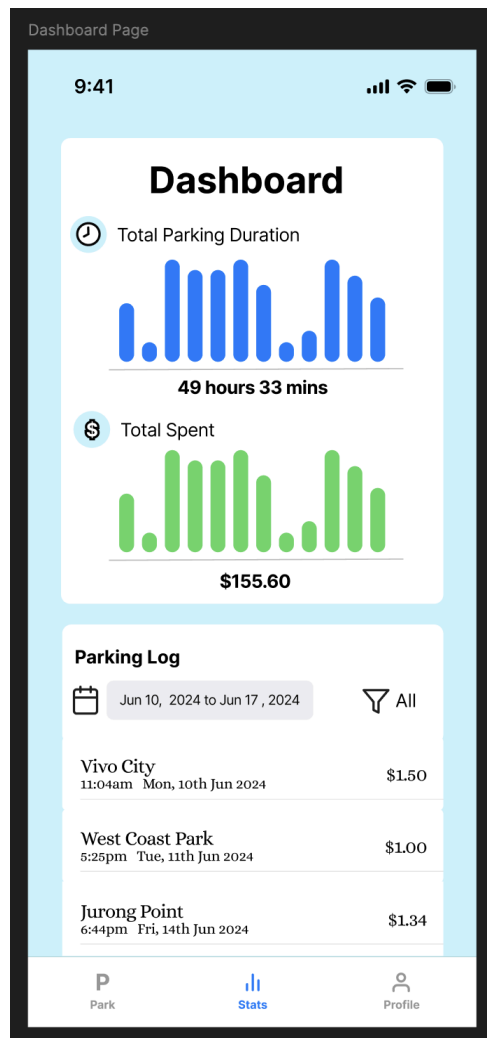 Dashboard Page
9:41
Dashboard
Total Parking Duration
49 hours 33 mins
$ Total Spent
$155.60
Parking Log
Jun 10, 2024 to Jun 17 , 2024 All
Vivo City
11:04am Mon, 10th Jun 2024 $1.50
West Coast Park
5:25pm Tue, 11th Jun 2024 $1.00
Jurong Point
6:44pm Fri, 14th Jun 2024 $1.34
P
Park Stats Profile